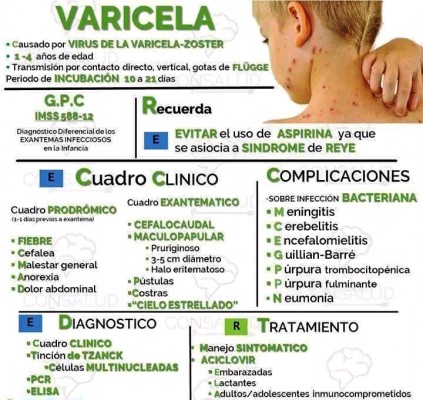 VARICELA
Causado por VIRUS DE LA VARICELA-ZOSTER
1 -4 años de edad
Transmisión por contacto directo, vertical, gotas de FLÜGGE
Periodo de INCUBACIÓN 10 a 21 dias
G.P.C
IMSS 588-12
Diagnóstico Diferencial de los
EXANTEMAS INFECCIOSOS
en la Infancia
Recuerda
E EVITAR el uso de ASPIRINA ya que
se asiocia a SINDROME de REYE
E Cuadro CLINICO
Cuadro PRODRÓMICO
(1-2 días previos a exantema)
FIEBRE
Cefalea
Malestar general
Anorexia
Dolor abdominal
Cuadro EXANTEMATICO
CEFALOCAUDAL
MACULOPAPULAR
Pruriginoso
3-5 cm diámetro
Halo eritematoso
Pústulas
Costras
"CIELO ESTRELLADO"
COMPLICACIONES
-SOBRE INFECCIÓN BACTERIANA
Meningitis
Cerebelitis
Encefalomielitis
Guillian-Barré
Púrpura trombocitopénica
Púrpura fulminante
Neumonía
E DIAGNOSTICO
Cuadro CLINICO
Tinción de TZANCK
Células MULTINUCLEADAS
PCR
ELISA
R TRATAMIENTO
Manejo SINTOMATICO
ACICLOVIR
Embarazadas
Lactantes
Adultos/adolescentes inmunocomprometidos
CONSALUD